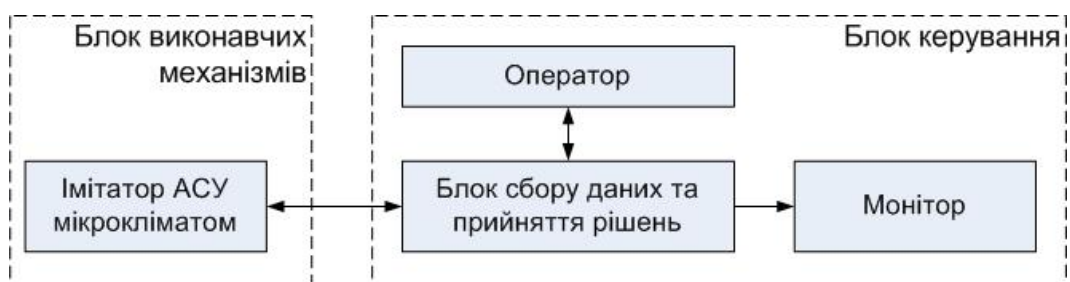 Блок виконавчих
механізмів
Блок керування
Оператор
Імітатор АСУ
мікрокліматом
Блок сбору даних та
прийняття рішень
Монітор